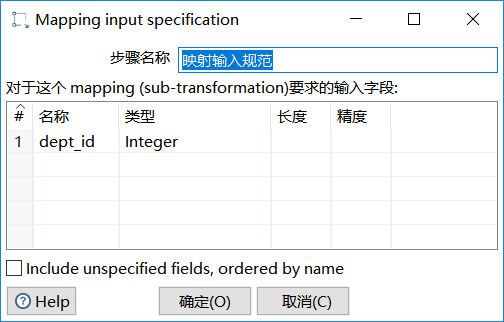 Mapping input specification
步骤名称 映射输入规范
对于这个 mapping (sub-transformation)要求的输入字段:
# 名称 类型 长度 精度
1 dept_id Integer
Include unspecified fields, ordered by name
Help 确定(O) 取消(C)